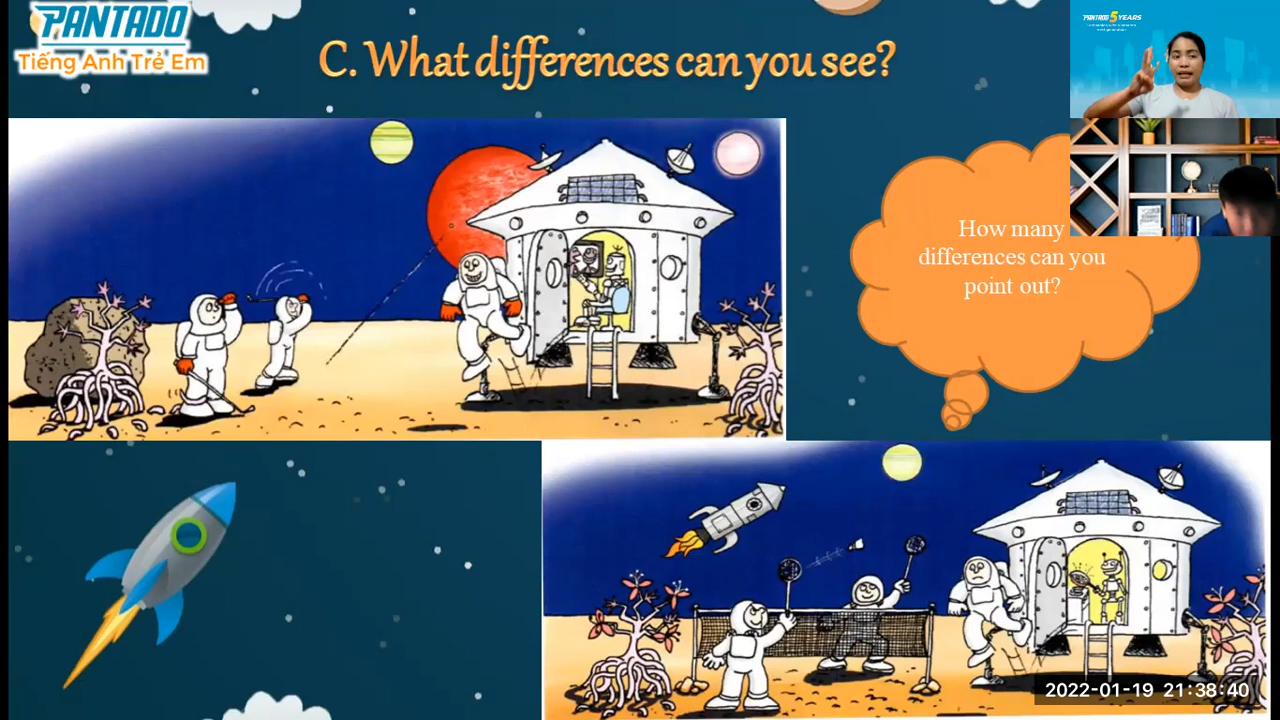 PANTADO
Tiếng Anh Trẻ Em
C. What differences can you see?
PANTADO 5 YEARS
How many
differences can you
point out?
2022-01-19 21:38:40